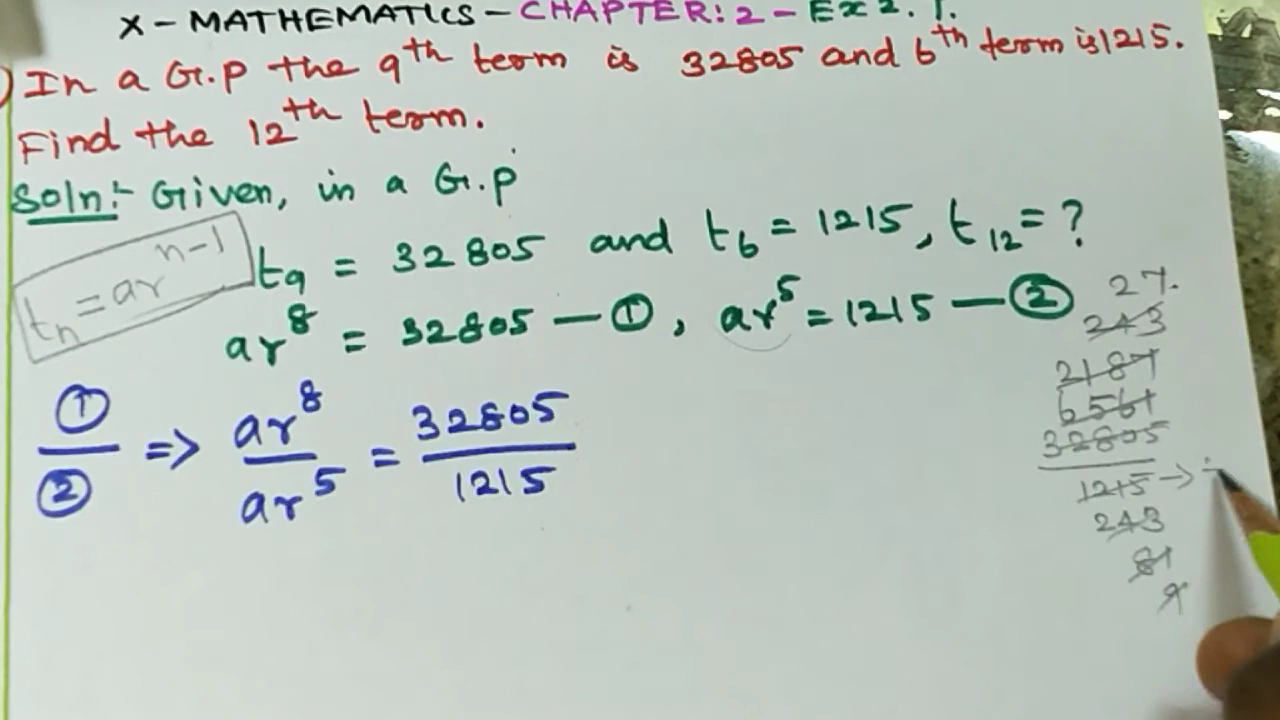 X - MATHEMATICS - CHAPTER: 2 - Ex 2.
In a G.P the 9th term is 32805 and 6th term is 1215.
Find the 12th term.
Soln:- Given, in a G.P
tn = ar^n-1
t9 = 32805 and t6 = 1215, t12 = ?
ar^8 = 32805 — ①, ar^5 = 1215 — ②
①/② => ar^8/ar^5 = 32805/1215
27.
243
2187
6561
32805
1215 →
243
81
9